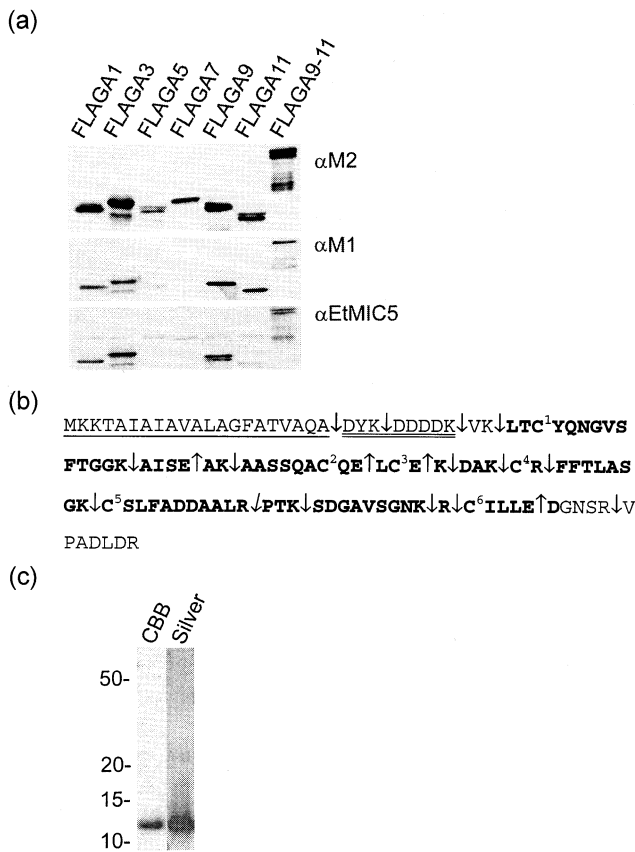 (a)
FLAGA1
FLAGA3
FLAGA5
FLAGA7
FLAGA9
FLAGA11
FLAGA9-11
αM2
αM1
αEtMIC5
(b)
MKKTAIAIAVALAGFATVAQA↓DYK↓DDDDK↓VK↓LTC¹YQNGVS
FTGGK↓AISE↑AK↓AASSQAC²QE↑LC³E↑K↓DAK↓C⁴R↓FFTLAS
GK↓C⁵SLFADDAALR/PTK↓SDGAVSGNK↓R↓C⁶ILLE↑DGNSR↓V
PADLDR
(c)
CBB
Silver
50-
20-
15-
10-